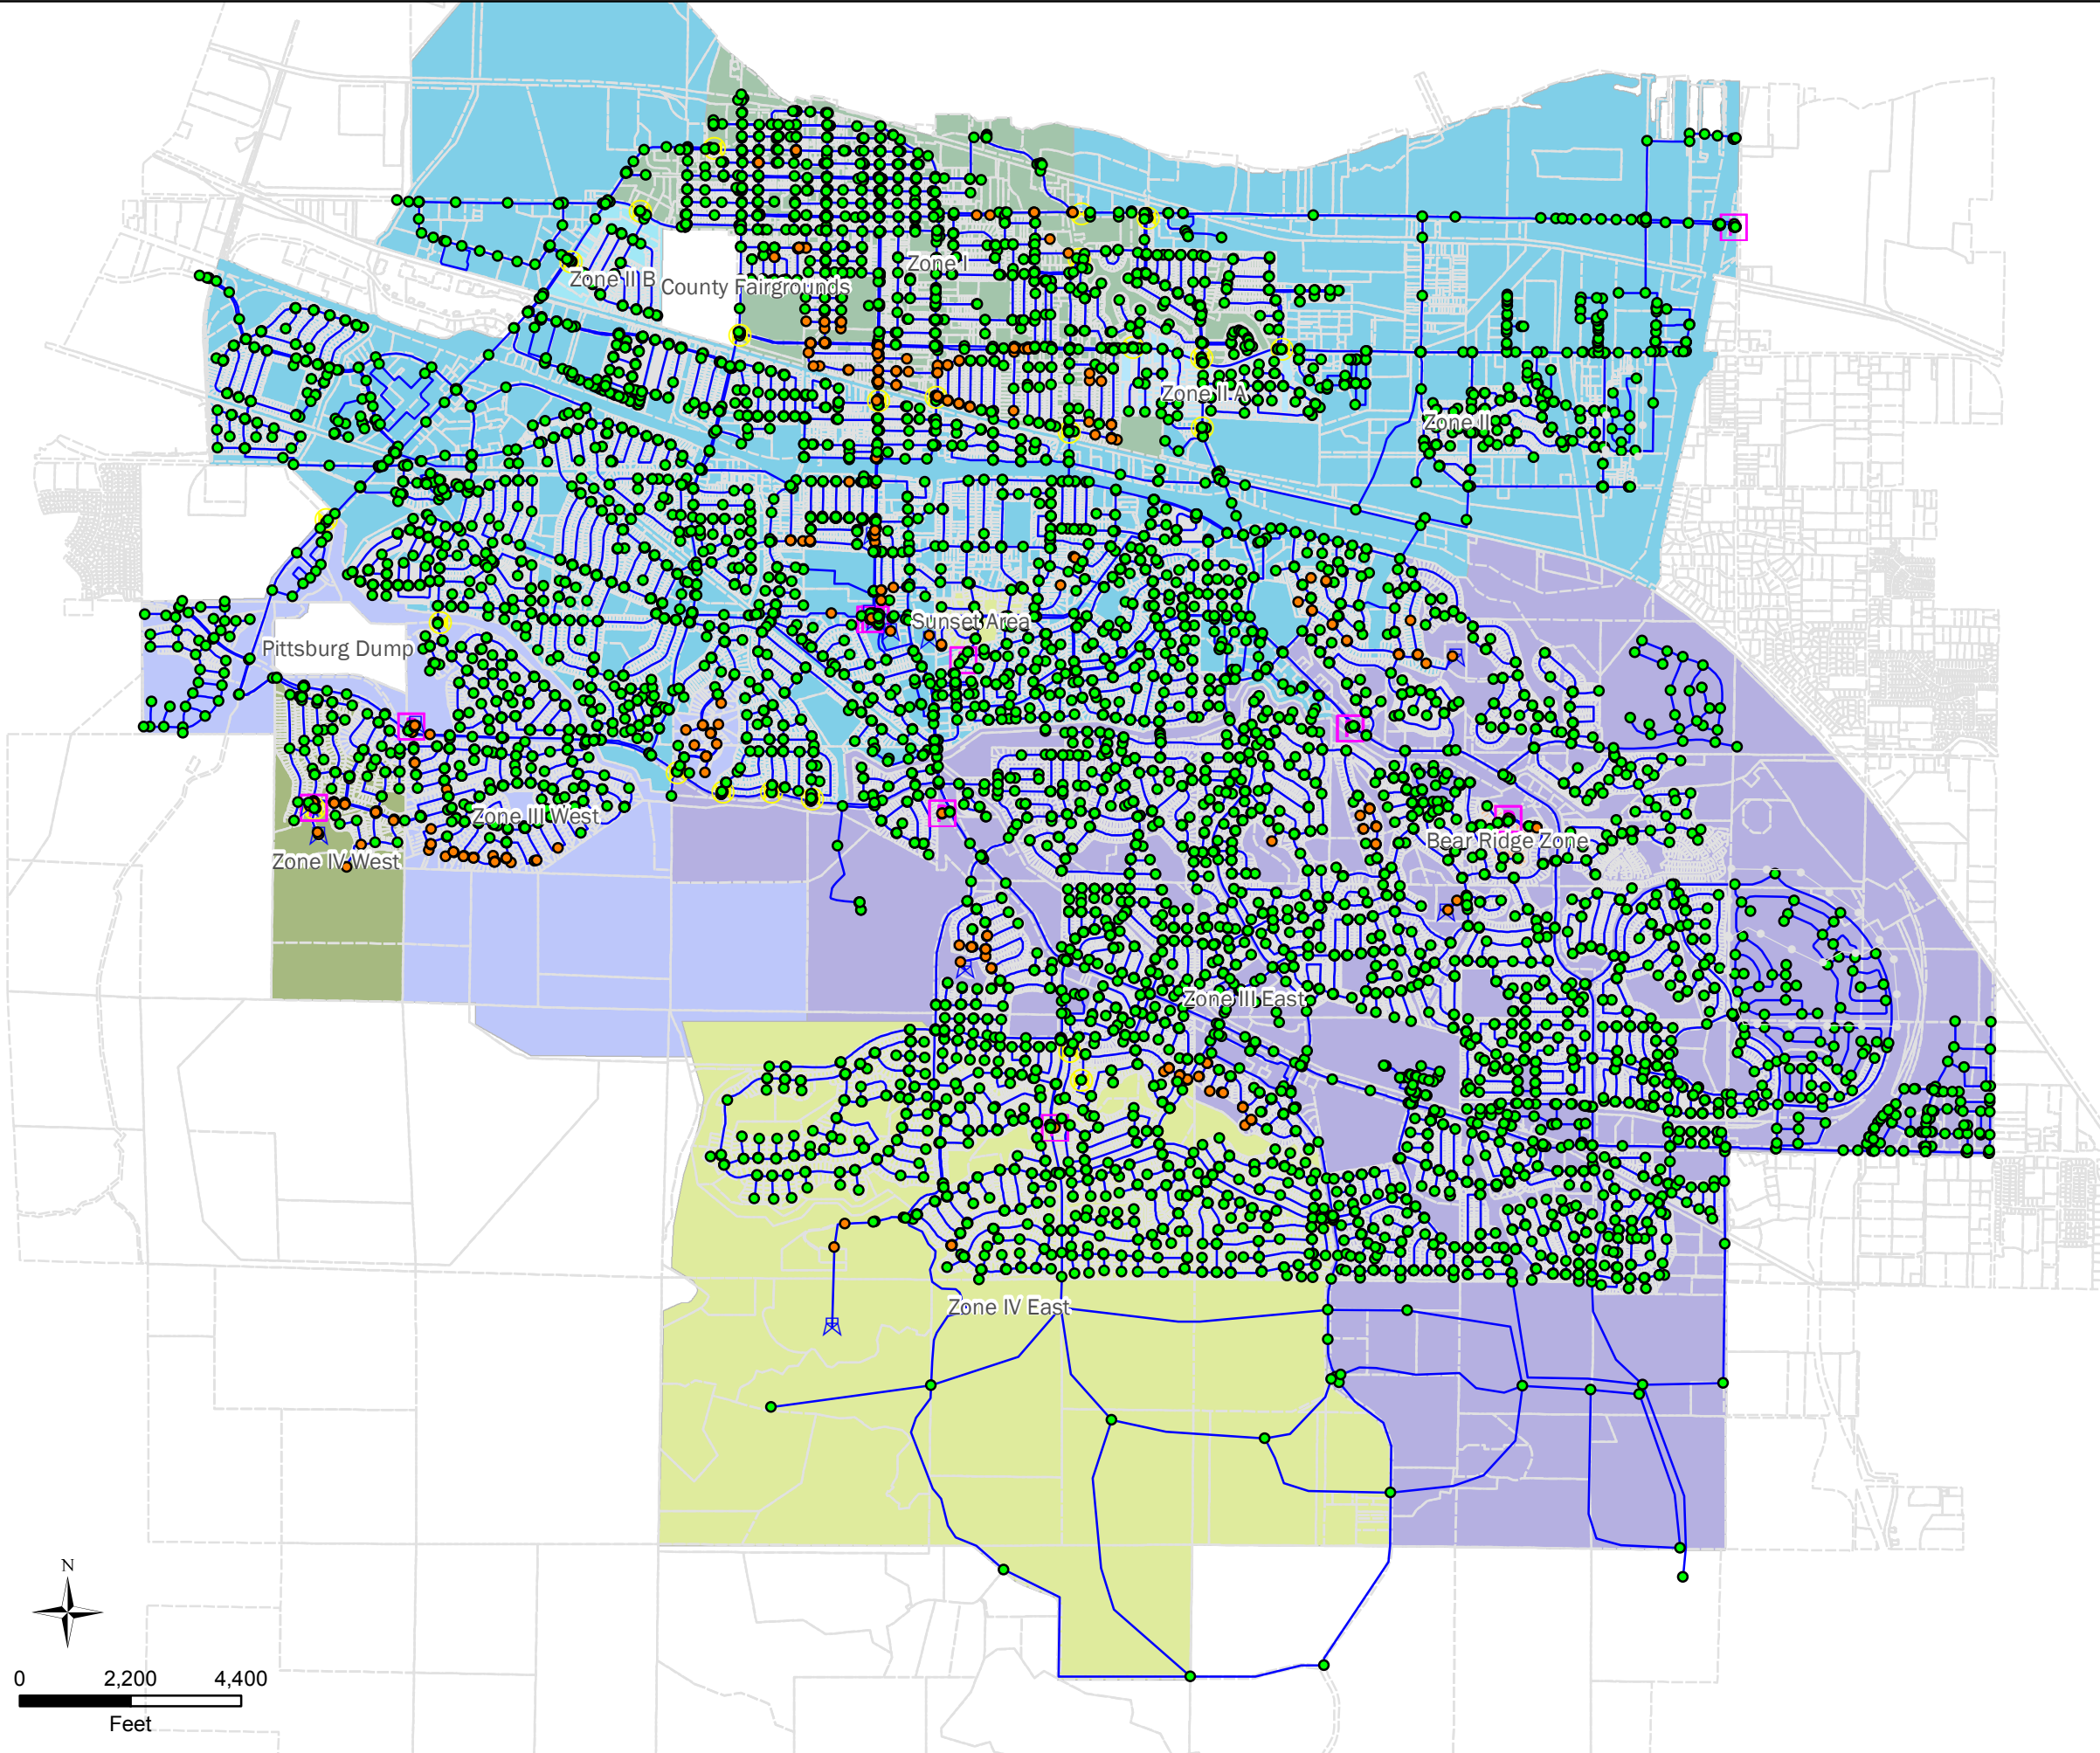 Zone I
Zone II B
County Fairgrounds
Zone II A
Zone II
Sunset Area
Pittsburg Dump
Zone III West
Bear Ridge Zone
Zone IV West
Zone III East
Zone IV East
N
0 2,200 4,400
Feet